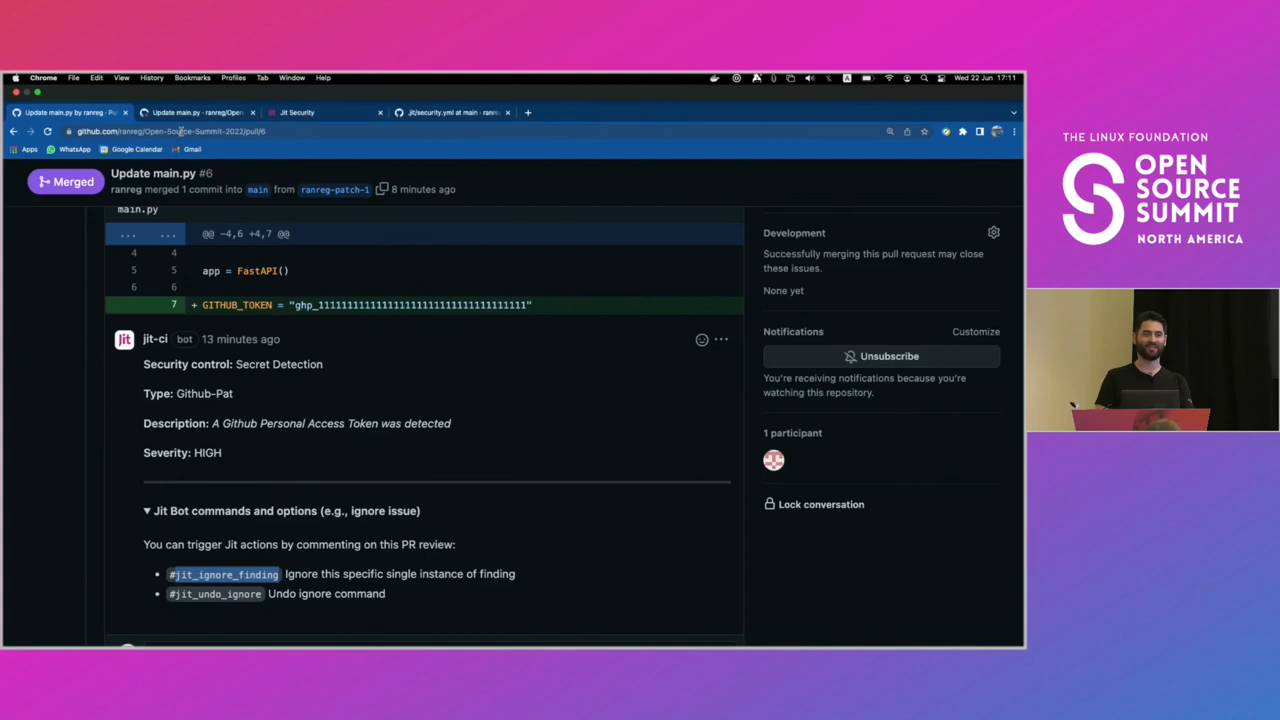 Chrome File Edit View History Bookmarks Profiles Tab Window Help
A
Wed 22 Jun 17:11
Update main.py by ranreg · Pu
Update main.py · ranreg/Open
Jit Security
.jit/security.yml at main · ranre
github.com/ranreg/Open-Source-Summit-2022/pull/6
Apps WhatsApp Google Calendar Gmail
Merged
Update main.py #6
ranreg merged 1 commit into main from ranreg-patch-1 8 minutes ago
main.py
... ... @@ -4,6 +4,7 @@
4 4
5 5 app = FastAPI()
6 6
7 + GITHUB_TOKEN = "ghp_111111111111111111111111111111111111"
Jit jit-ci bot 13 minutes ago
Security control: Secret Detection
Type: Github-Pat
Description: A Github Personal Access Token was detected
Severity: HIGH
Jit Bot commands and options (e.g., ignore issue)
You can trigger Jit actions by commenting on this PR review:
• #jit_ignore_finding Ignore this specific single instance of finding
• #jit_undo_ignore Undo ignore command
Development
Successfully merging this pull request may close
these issues.
None yet
Notifications
Customize
Unsubscribe
You're receiving notifications because you're
watching this repository.
1 participant
Lock conversation
THE LINUX FOUNDATION
OPEN
SOURCE
SUMMIT
NORTH AMERICA